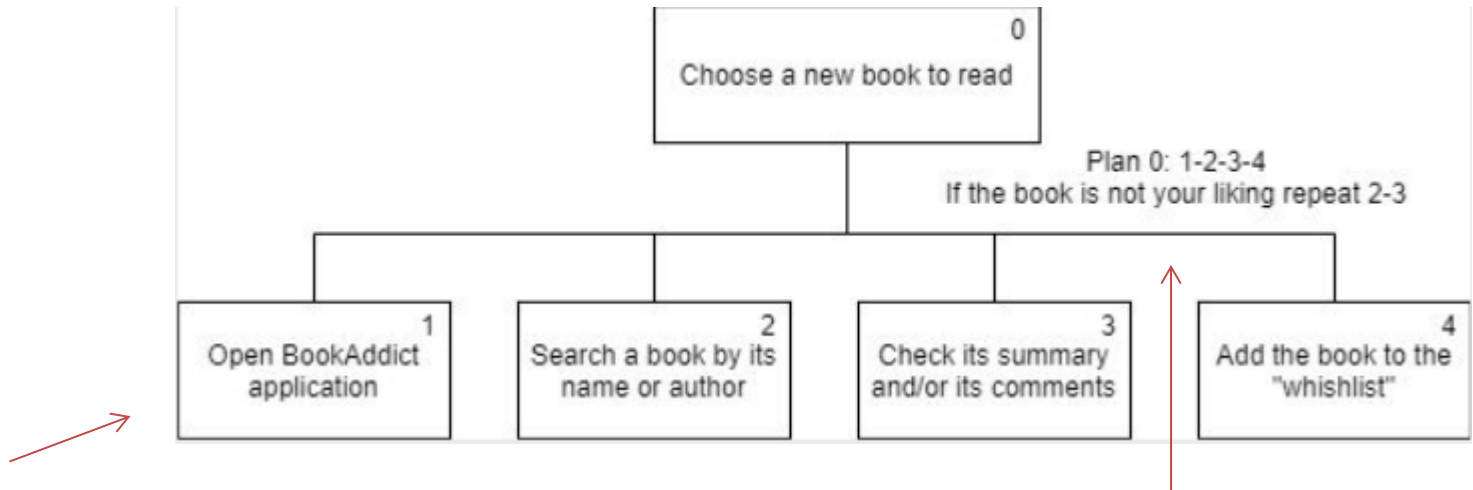 0
Choose a new book to read
Plan 0: 1-2-3-4
If the book is not your liking repeat 2-3
1
Open BookAddict
application
2
Search a book by its
name or author
3
Check its summary
and/or its comments
4
Add the book to the
"whishlist"